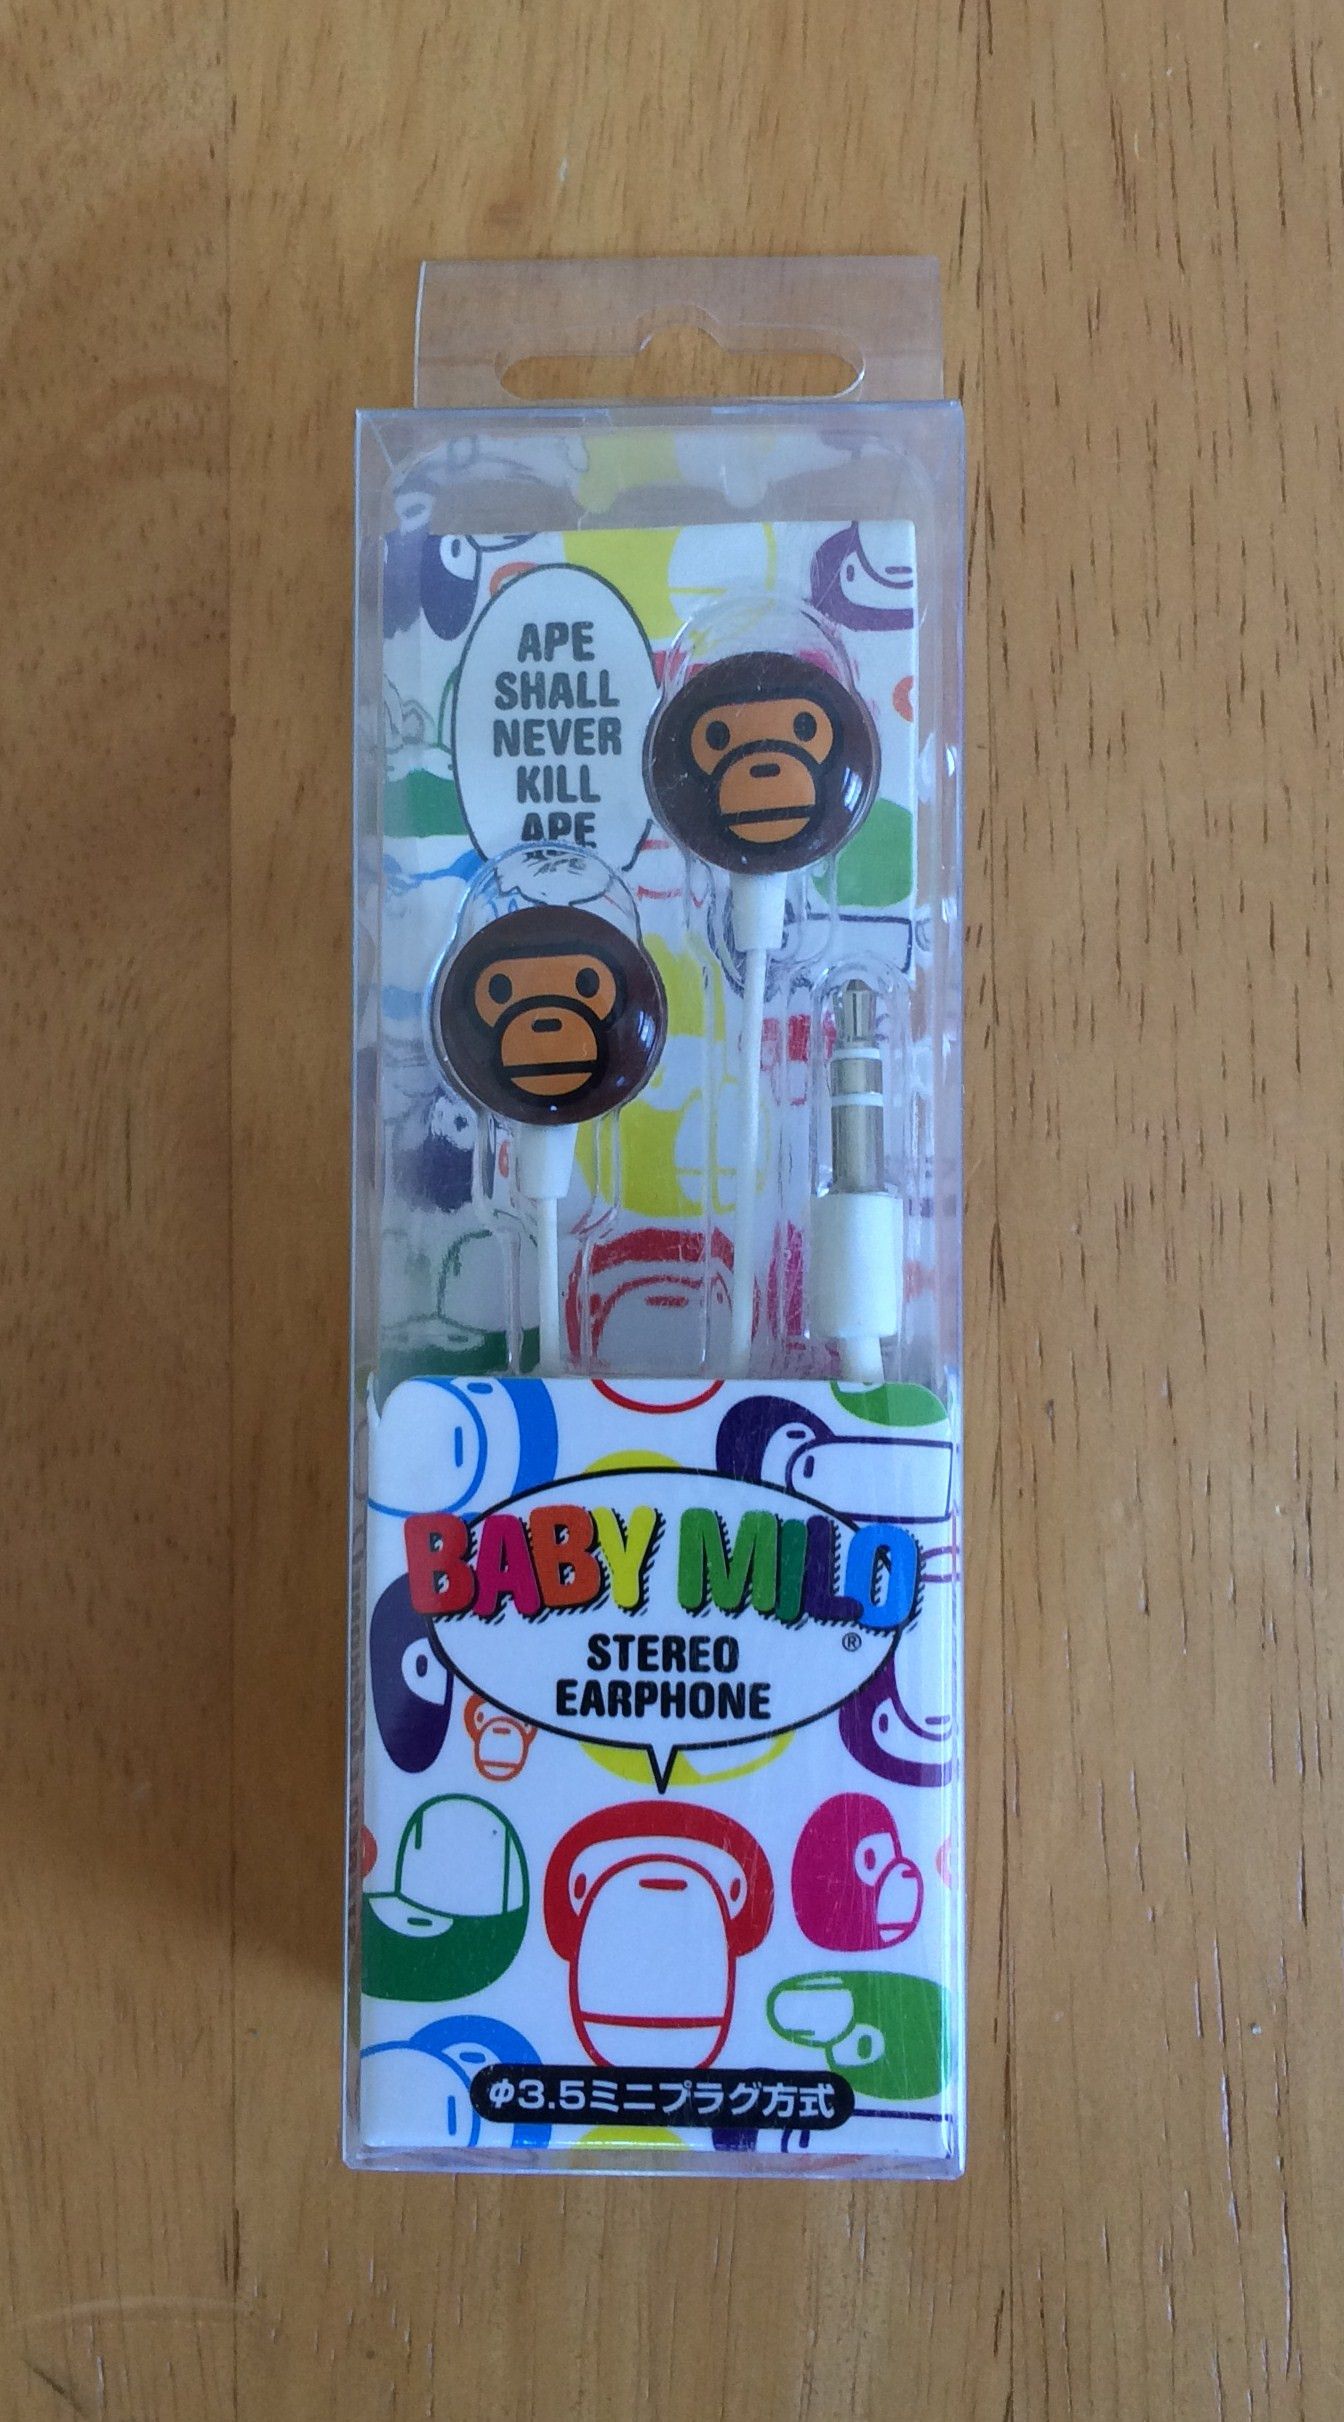 APE
SHALL
NEVER
KILL
APE
BABY MILO
®
STEREO
EARPHONE
Φ3.5ミニプラグ方式